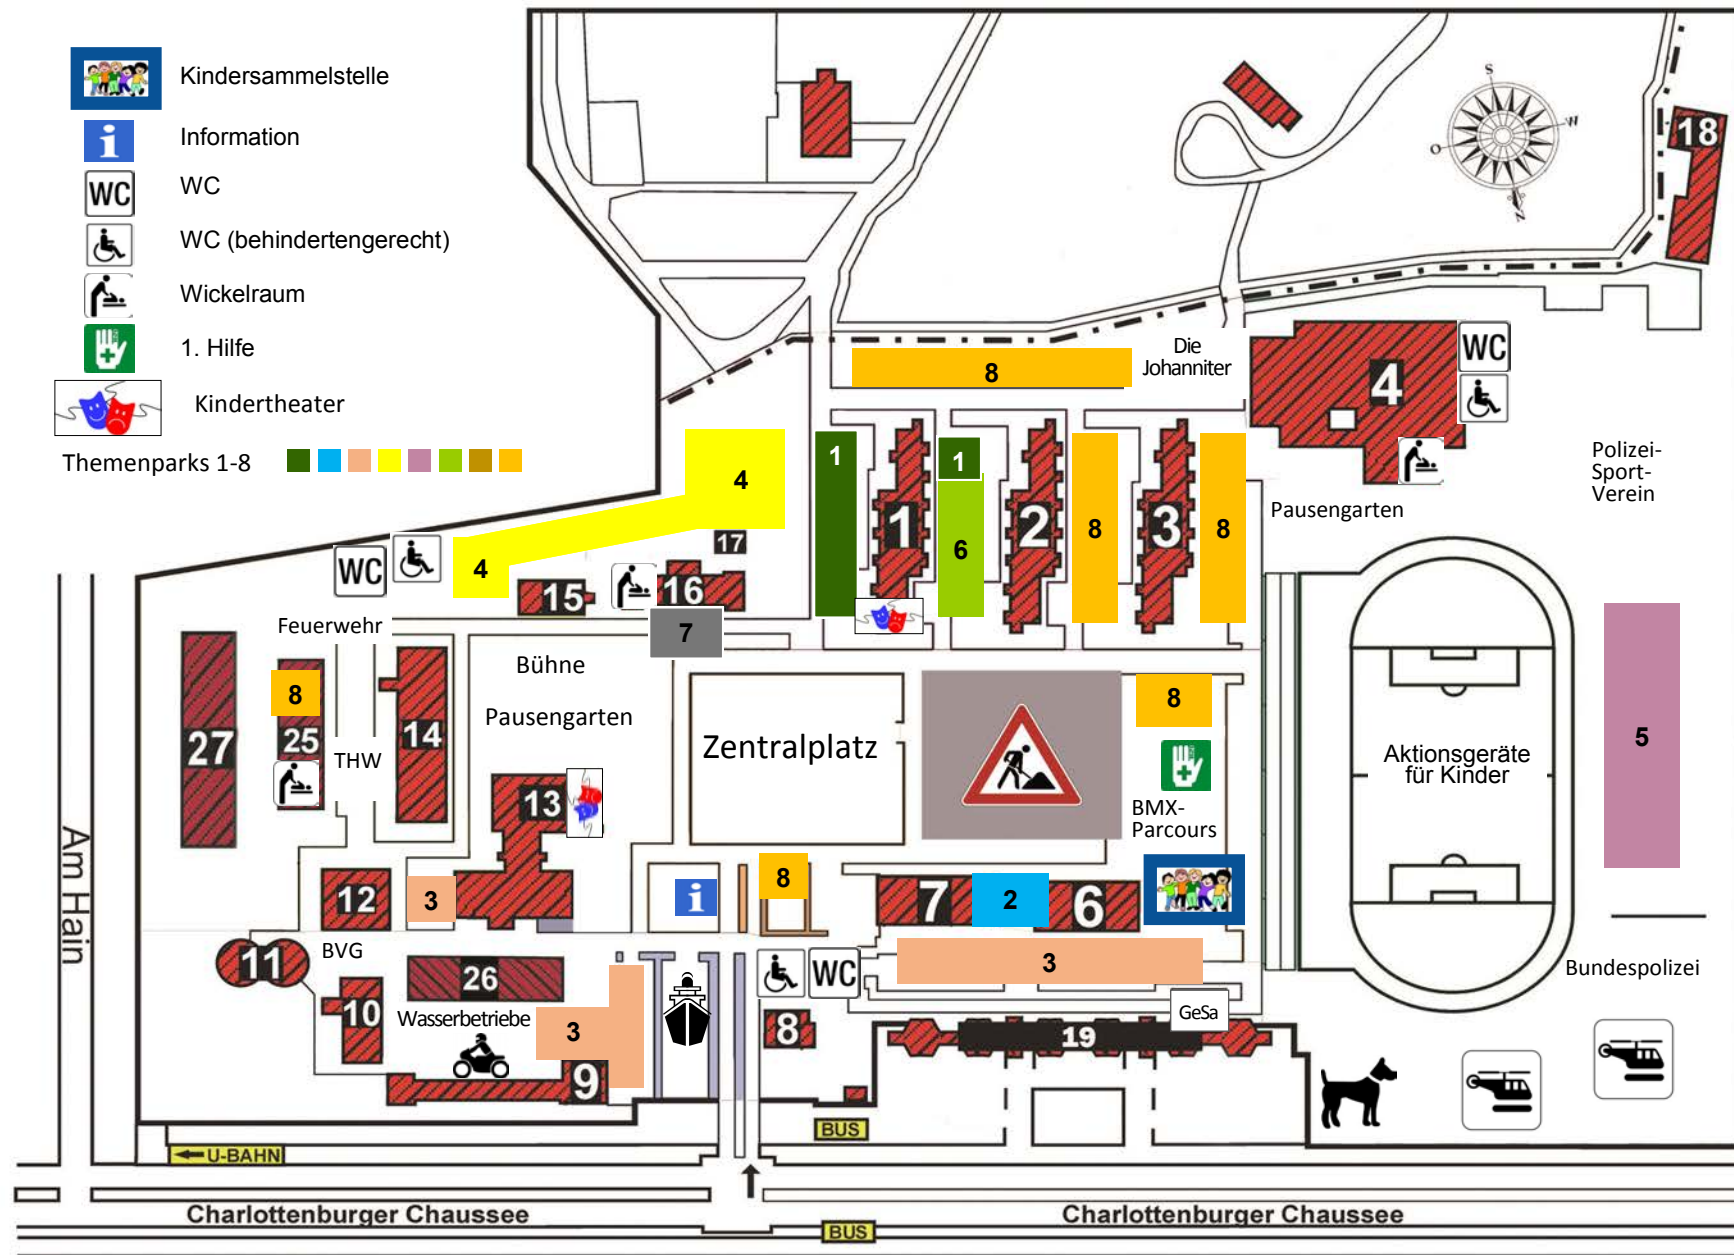 Kindersammelstelle
i
Information
WC
WC
WC (behindertengerecht)
Wickelraum
1. Hilfe
Kindertheater
Themenparks 1-8
S
W
O
N
18
8
Die
Johanniter
4
WC
Polizei-
Sport-
Verein
Pausengarten
4
4
17
1
1
1
6
2
8
3
8
WC
15
16
7
Feuerwehr
Bühne
Pausengarten
27
8
25
THW
14
13
Zentralplatz
8
BMX-
Parcours
Aktionsgeräte
für Kinder
5
Am Hain
12
3
i
8
7
2
6
11
BVG
26
10
Wasserbetriebe
3
9
WC
8
3
GeSa
19
Bundespolizei
BUS
U-BAHN
Charlottenburger Chaussee
Charlottenburger Chaussee
BUS